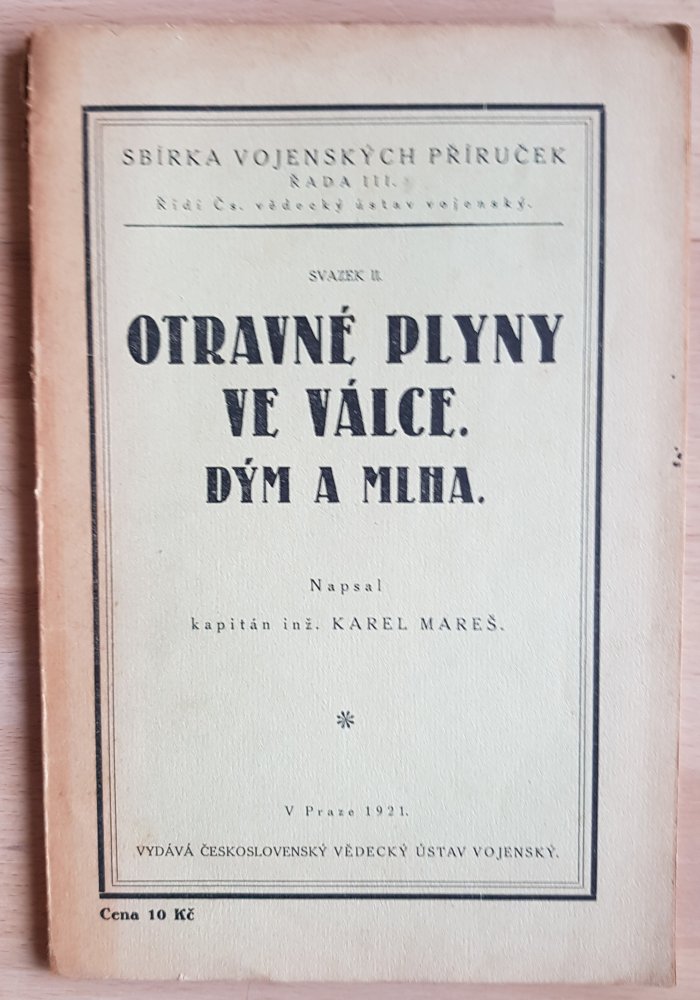 SBÍRKA VOJENSKÝCH PŘÍRUČEK
ŘADA III.
Řídí Čs. vědecký ústav vojenský.
SVAZEK II.
OTRAVNÉ PLYNY
VE VÁLCE.
DÝM A MLHA.
Napsal
kapitán inž. KAREL MAREŠ.
V Praze 1921.
VYDÁVÁ ČESKOSLOVENSKÝ VĚDECKÝ ÚSTAV VOJENSKÝ.
Cena 10 Kč